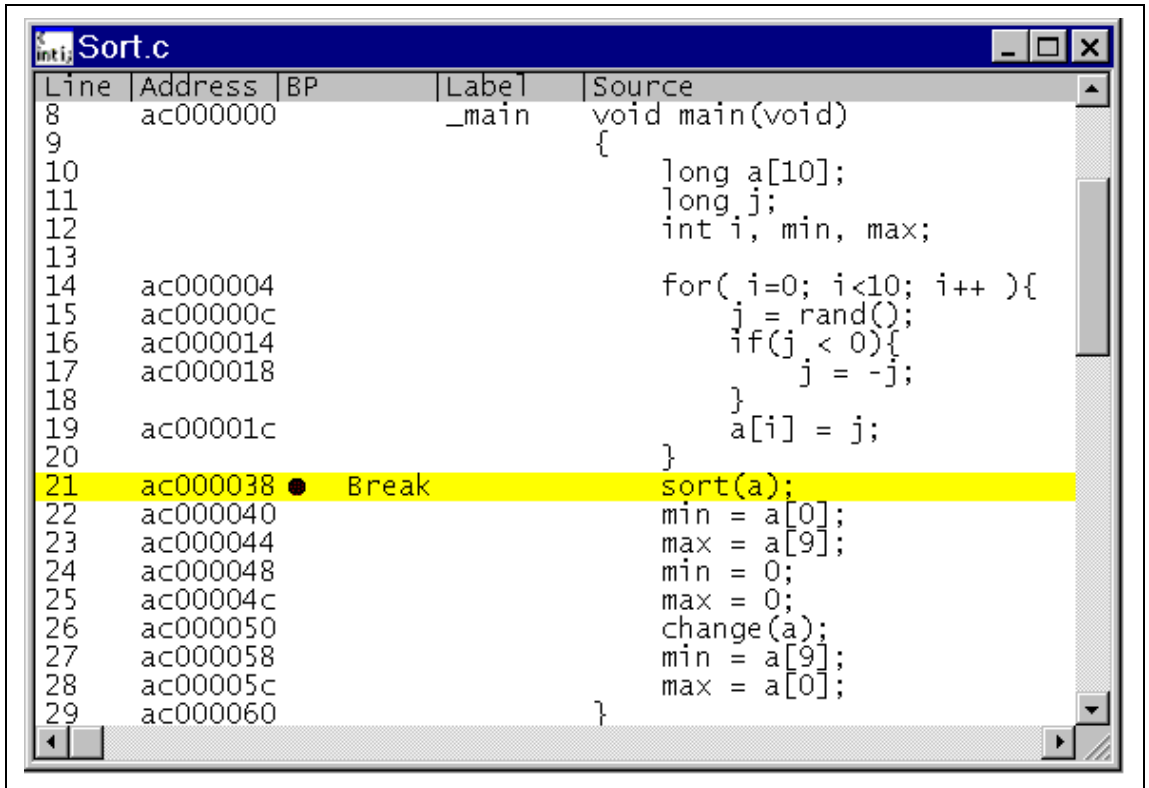 inti; Sort.c
Line |Address |BP |Label |Source
8 ac000000 _main void main(void)
9 {
10 long a[10];
11 long j;
12 int i, min, max;
13
14 ac000004 for( i=0; i<10; i++ ){
15 ac00000c j = rand();
16 ac000014 if(j < 0){
17 ac000018 j = -j;
18 }
19 ac00001c a[i] = j;
20 }
21 ac000038 ● Break sort(a);
22 ac000040 min = a[0];
23 ac000044 max = a[9];
24 ac000048 min = 0;
25 ac00004c max = 0;
26 ac000050 change(a);
27 ac000058 min = a[9];
28 ac00005c max = a[0];
29 ac000060 }